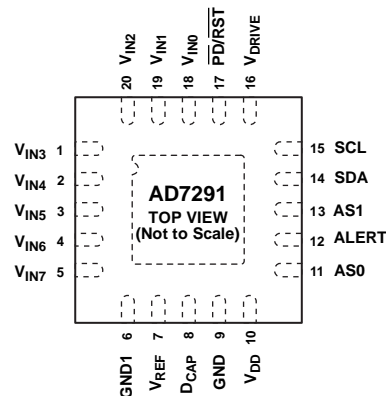 VIN2
VIN1
VIN0
PD/RST
VDRIVE
20
19
18
17
16
VIN3 1
VIN4 2
VIN5 3
VIN6 4
VIN7 5
AD7291
TOP VIEW
(Not to Scale)
15 SCL
14 SDA
13 AS1
12 ALERT
11 AS0
6
7
8
9
10
GND1
VREF
DCAP
GND
VDD